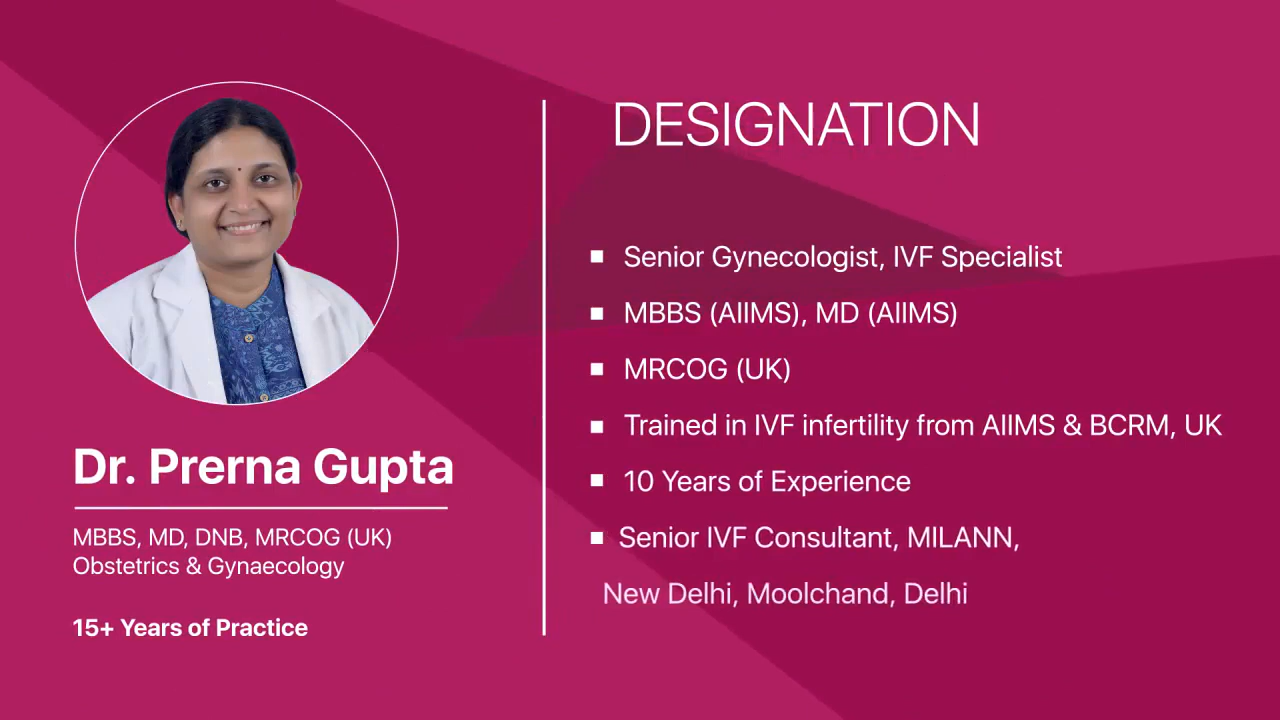 Dr. Prerna Gupta
MBBS, MD, DNB, MRCOG (UK)
Obstetrics & Gynaecology
15+ Years of Practice
DESIGNATION
Senior Gynecologist, IVF Specialist
MBBS (AIIMS), MD (AIIMS)
MRCOG (UK)
Trained in IVF infertility from AIIMS & BCRM, UK
10 Years of Experience
Senior IVF Consultant, MILANN,
New Delhi, Moolchand, Delhi